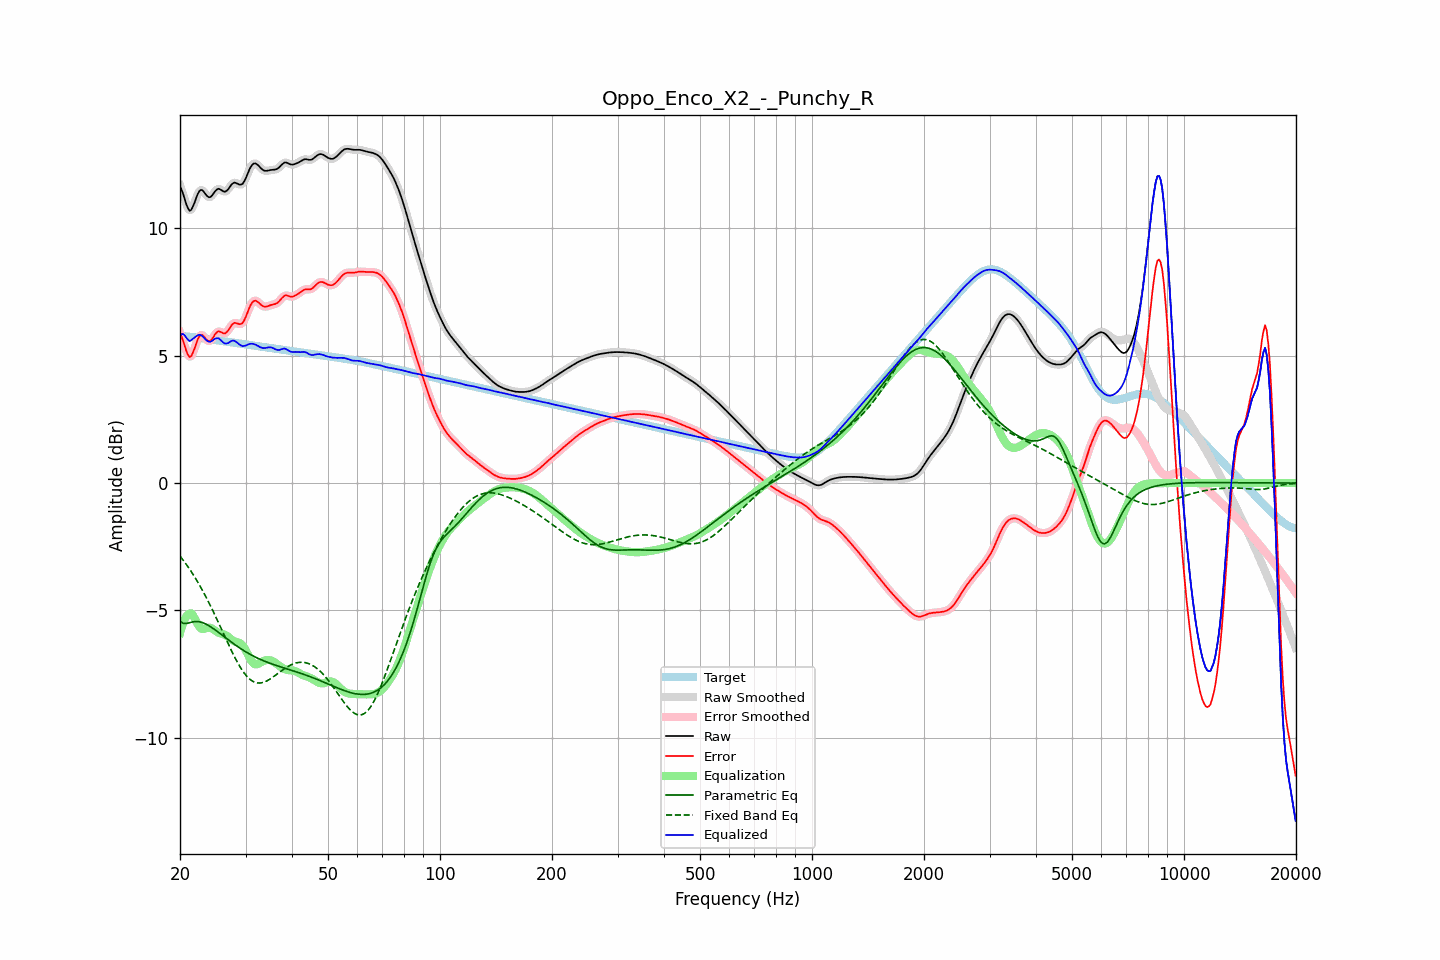 Oppo_Enco_X2_-_Punchy_R
10
5
0
−5
−10
Amplitude (dBr)
20 50 100 200 500 1000 2000 5000 10000 20000
Frequency (Hz)
Target
Raw Smoothed
Error Smoothed
Raw
Error
Equalization
Parametric Eq
Fixed Band Eq
Equalized